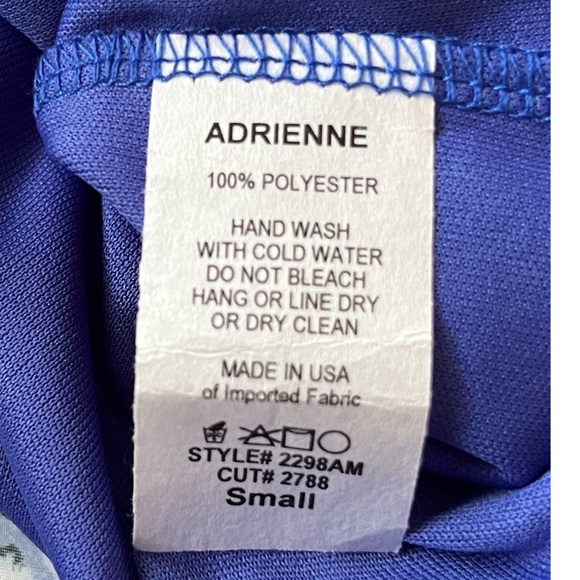 ADRIENNE
100% POLYESTER
HAND WASH
WITH COLD WATER
DO NOT BLEACH
HANG OR LINE DRY
OR DRY CLEAN
MADE IN USA
of Imported Fabric
STYLE# 2298AM
CUT# 2788
Small